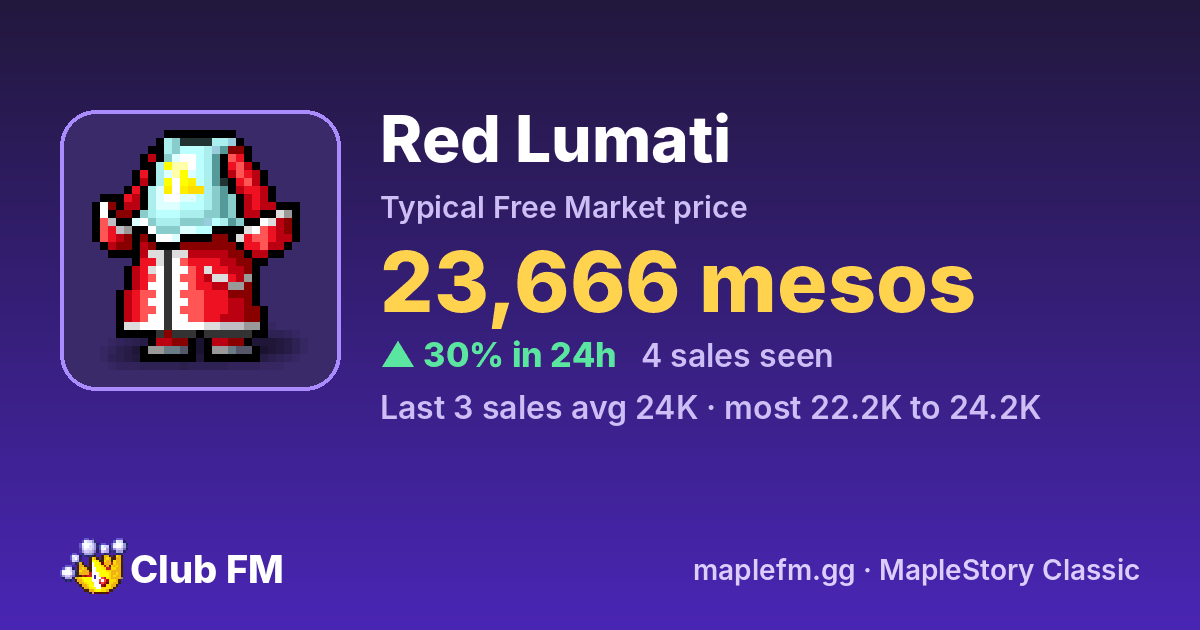 Red Lumati
Typical Free Market price
23,666 mesos
▲ 30% in 24h 4 sales seen
Last 3 sales avg 24K · most 22.2K to 24.2K
Club FM
maplefm.gg · MapleStory Classic